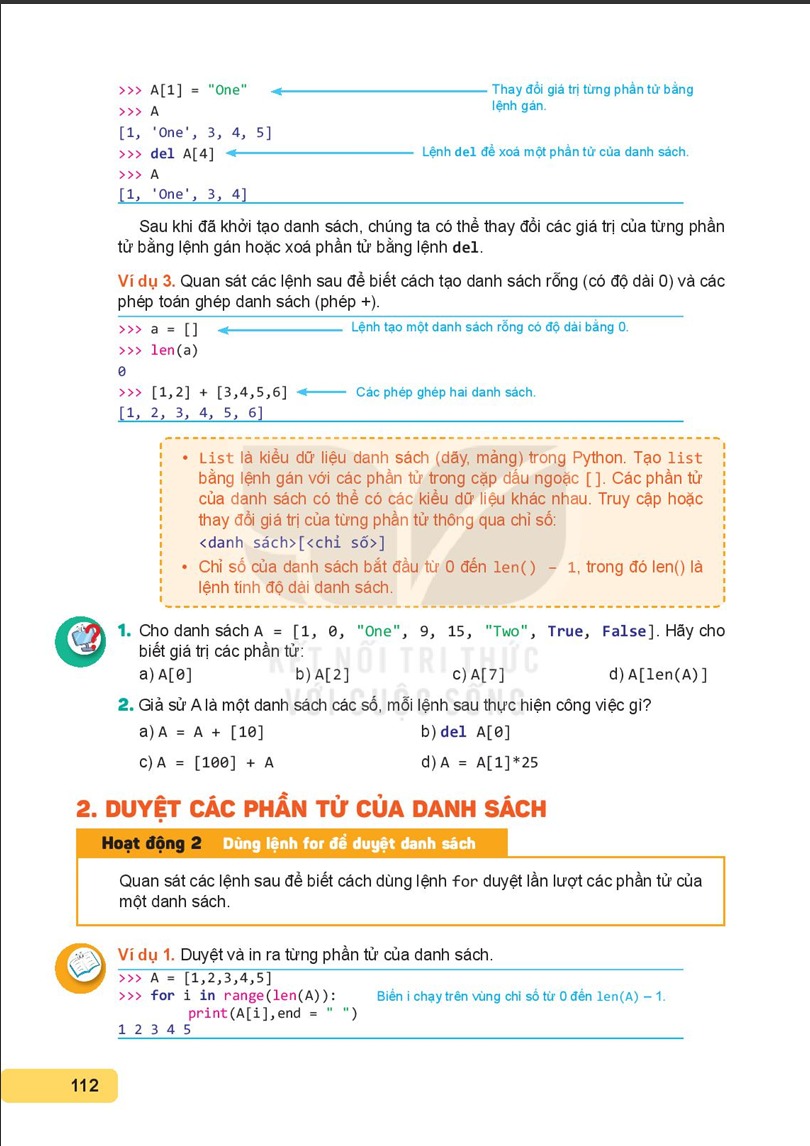 >>> A[1] = "One"
Thay đổi giá trị từng phần tử bằng
lệnh gán.
>>> A
[1, 'One', 3, 4, 5]
>>> del A[4]
Lệnh del để xoá một phần tử của danh sách.
>>> A
[1, 'One', 3, 4]
Sau khi đã khởi tạo danh sách, chúng ta có thể thay đổi các giá trị của từng phần
tử bằng lệnh gán hoặc xoá phần tử bằng lệnh del.
Ví dụ 3. Quan sát các lệnh sau để biết cách tạo danh sách rỗng (có độ dài 0) và các
phép toán ghép danh sách (phép +).
>>> a = []
Lệnh tạo một danh sách rỗng có độ dài bằng 0.
>>> len(a)
0
>>> [1,2] + [3,4,5,6]
Các phép ghép hai danh sách.
[1, 2, 3, 4, 5, 6]
• List là kiểu dữ liệu danh sách (dãy, mảng) trong Python. Tạo list
bằng lệnh gán với các phần tử trong cặp dấu ngoặc []. Các phần tử
của danh sách có thể có các kiểu dữ liệu khác nhau. Truy cập hoặc
thay đổi giá trị của từng phần tử thông qua chỉ số:
<danh sách>[<chỉ số>]
• Chỉ số của danh sách bắt đầu từ 0 đến len() – 1, trong đó len() là
lệnh tính độ dài danh sách.
1. Cho danh sách A = [1, 0, "One", 9, 15, "Two", True, False]. Hãy cho
biết giá trị các phần tử:
a) A[0] b) A[2] c) A[7] d) A[len(A)]
KẾT NỐI TRI THỨC
VỚI CUỘC SỐNG
2. Giả sử A là một danh sách các số, mỗi lệnh sau thực hiện công việc gì?
a) A = A + [10] b) del A[0]
c) A = [100] + A d) A = A[1]*25
2. DUYỆT CÁC PHẦN TỬ CỦA DANH SÁCH
Hoạt động 2 Dùng lệnh for để duyệt danh sách
Quan sát các lệnh sau để biết cách dùng lệnh for duyệt lần lượt các phần tử của
một danh sách.
Ví dụ 1. Duyệt và in ra từng phần tử của danh sách.
>>> A = [1,2,3,4,5]
>>> for i in range(len(A)):
Biến i chạy trên vùng chỉ số từ 0 đến len(A) – 1.
print(A[i],end = " ")
1 2 3 4 5
112